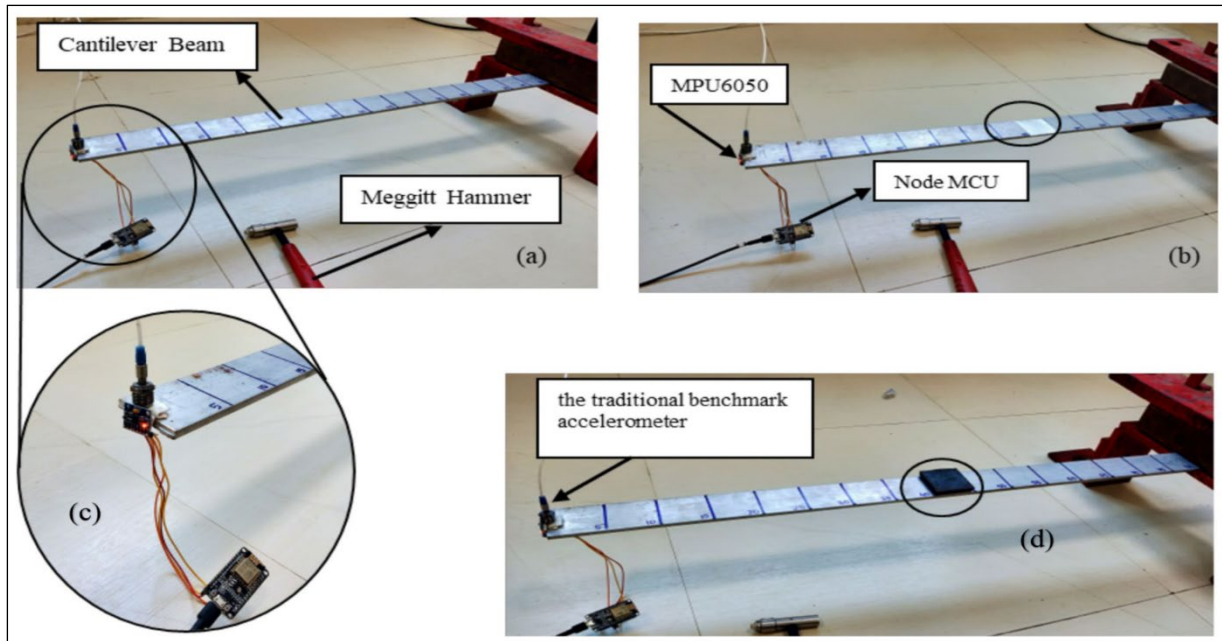 Cantilever Beam
Meggitt Hammer
(a)
MPU6050
Node MCU
(b)
(c)
the traditional benchmark
accelerometer
(d)